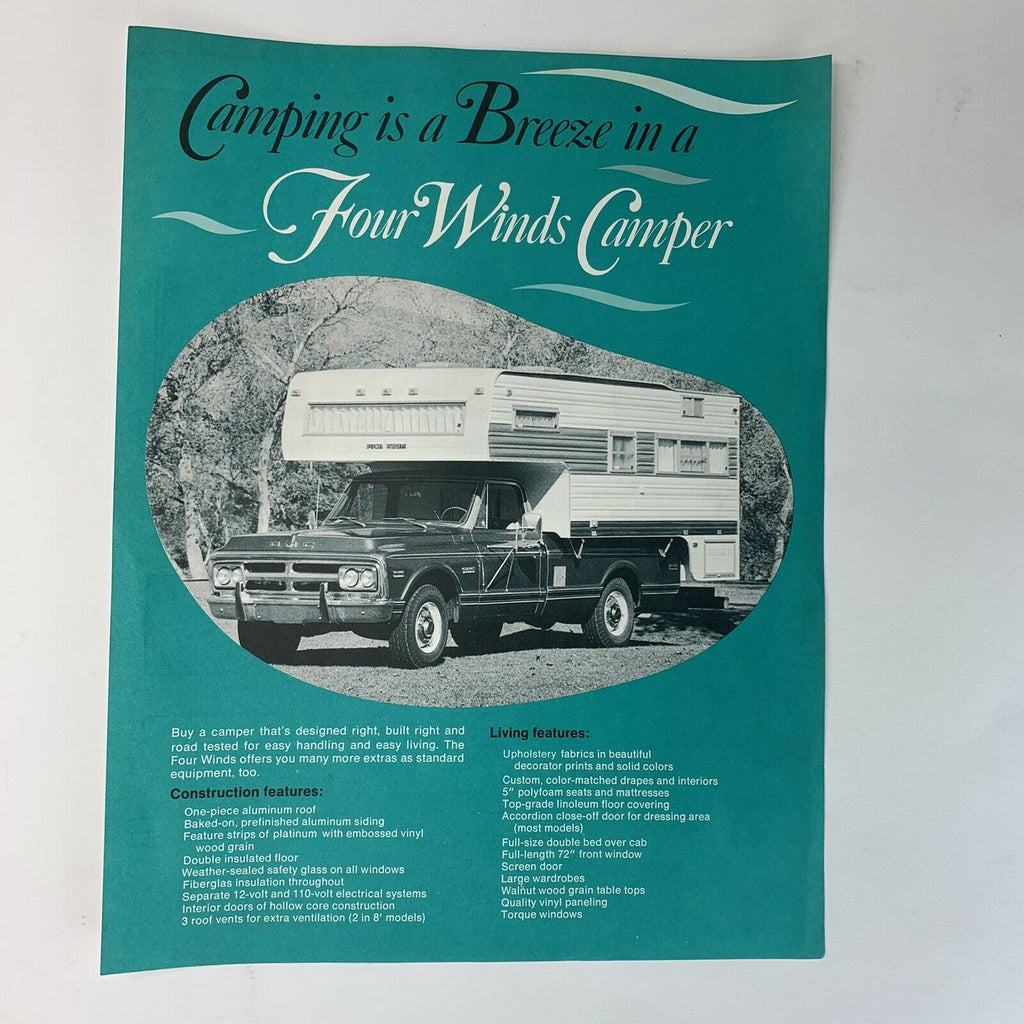 Camping is a Breeze in a
Four Winds Camper
FOUR WINDS
GMC
Buy a camper that's designed right, built right and
road tested for easy handling and easy living. The
Four Winds offers you many more extras as standard
equipment, too.
Construction features:
One-piece aluminum roof
Baked-on, prefinished aluminum siding
Feature strips of platinum with embossed vinyl
wood grain
Double insulated floor
Weather-sealed safety glass on all windows
Fiberglas insulation throughout
Separate 12-volt and 110-volt electrical systems
Interior doors of hollow core construction
3 roof vents for extra ventilation (2 in 8' models)
Living features:
Upholstery fabrics in beautiful
decorator prints and solid colors
Custom, color-matched drapes and interiors
5" polyfoam seats and mattresses
Top-grade linoleum floor covering
Accordion close-off door for dressing area
(most models)
Full-size double bed over cab
Full-length 72" front window
Screen door
Large wardrobes
Walnut wood grain table tops
Quality vinyl paneling
Torque windows